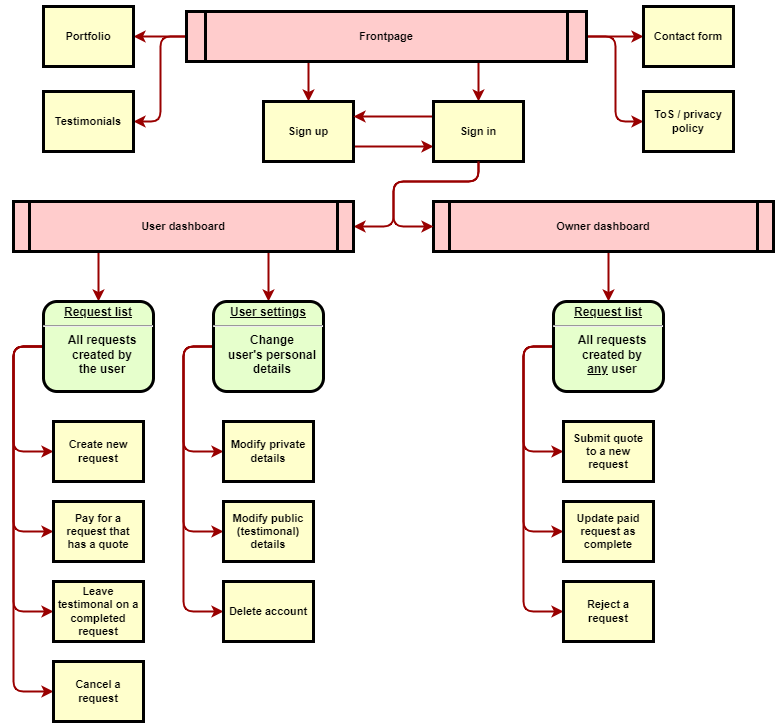 Portfolio
Frontpage
Contact form
Testimonials
Sign up
Sign in
ToS / privacy
policy
User dashboard
Owner dashboard
Request list
All requests
created by
the user
User settings
Change
user's personal
details
Request list
All requests
created by
any user
Create new
request
Modify private
details
Submit quote
to a new
request
Pay for a
request that
has a quote
Modify public
(testimonal)
details
Update paid
request as
complete
Leave
testimonal on a
completed
request
Delete account
Reject a
request
Cancel a
request